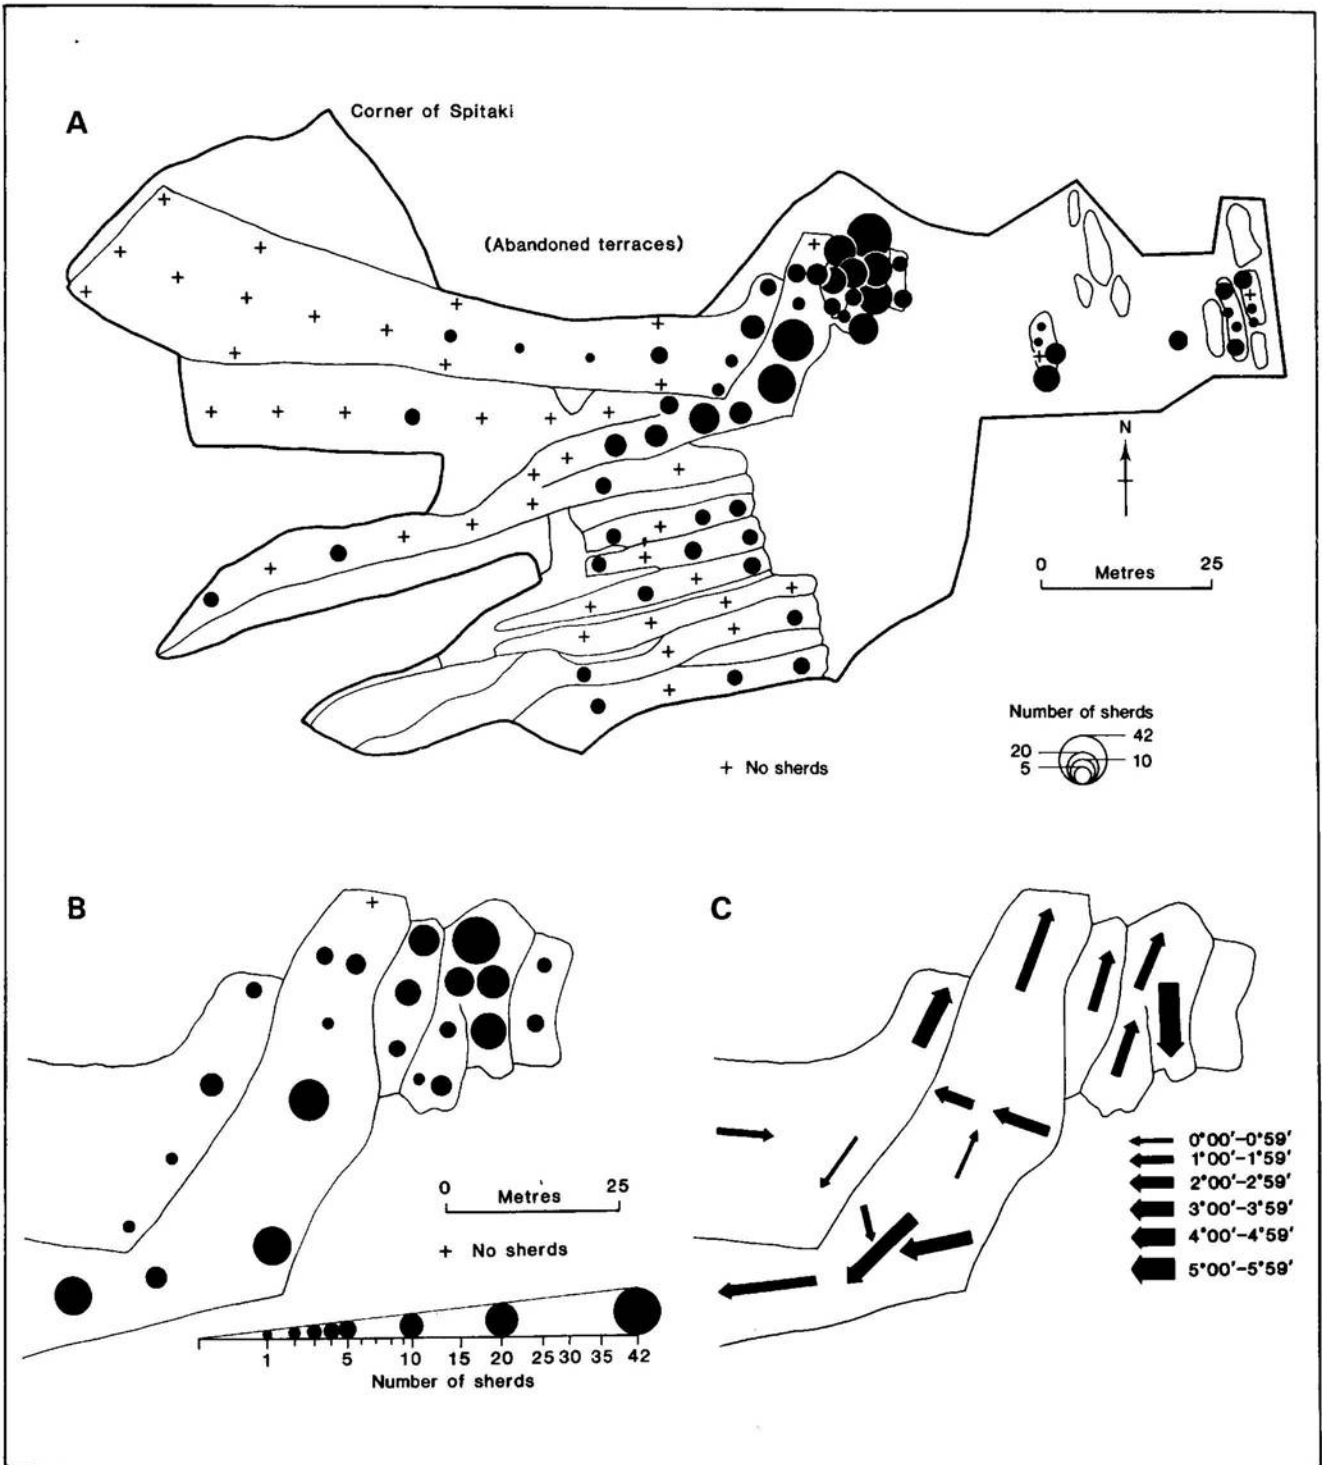 A
Corner of Spitaki
(Abandoned terraces)
N
0 25
Metres
Number of sherds
42
20
10
5
+ No sherds
B
C
0 25
Metres
+ No sherds
1 5 10 15 20 25 30 35 42
Number of sherds
0°00′–0°59′
1°00′–1°59′
2°00′–2°59′
3°00′–3°59′
4°00′–4°59′
5°00′–5°59′